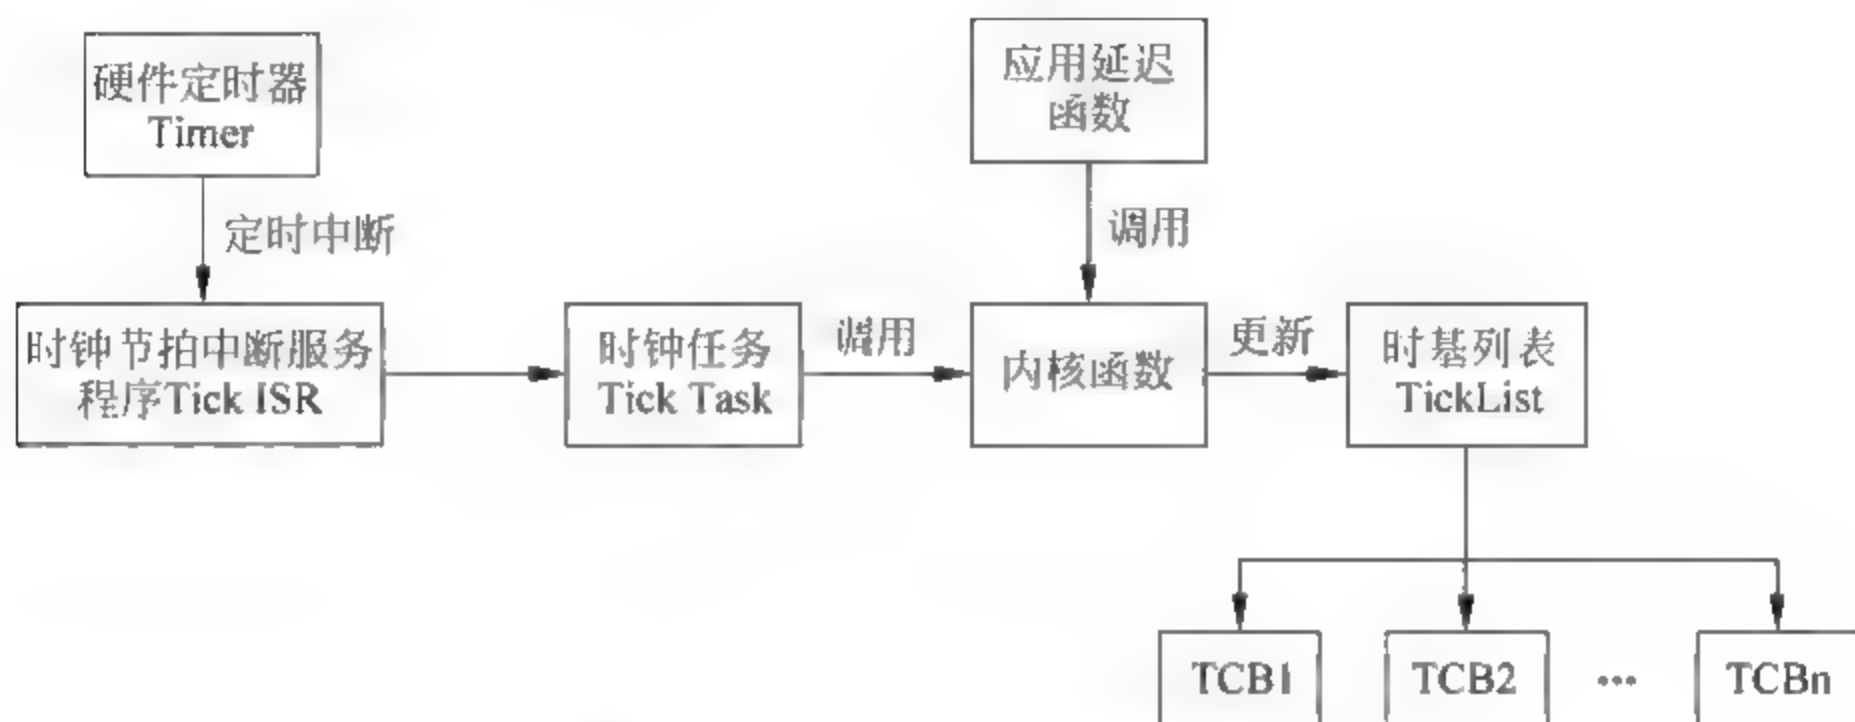 硬件定时器
Timer
应用延迟
函数
定时中断
调用
时钟节拍中断服务
程序Tick ISR
时钟任务
Tick Task
调用
内核函数
更新
时基列表
TickList
TCB1
TCB2
...
TCBn